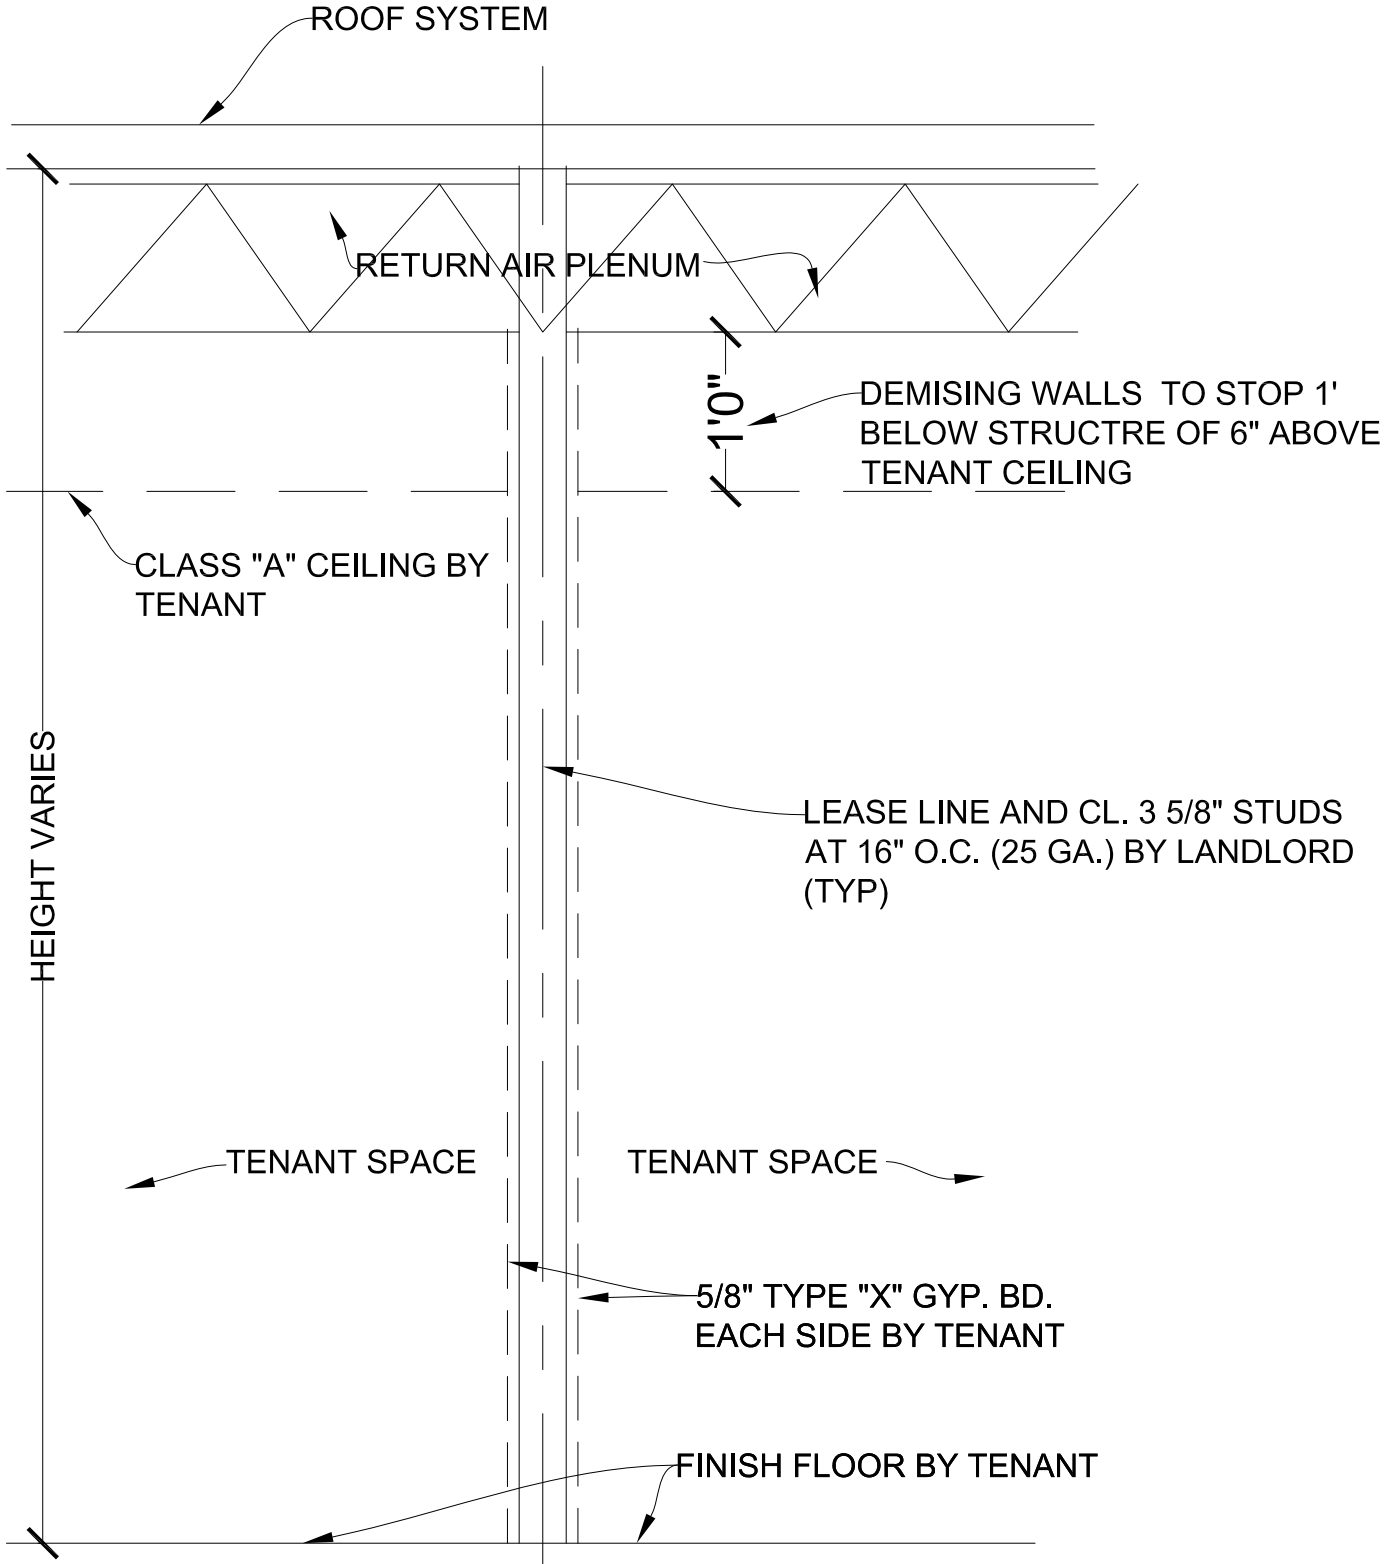 ROOF SYSTEM
RETURN AIR PLENUM
1'0"
DEMISING WALLS TO STOP 1'
BELOW STRUCTRE OF 6" ABOVE
TENANT CEILING
CLASS "A" CEILING BY
TENANT
HEIGHT VARIES
LEASE LINE AND CL. 3 5/8" STUDS
AT 16" O.C. (25 GA.) BY LANDLORD
(TYP)
TENANT SPACE
TENANT SPACE
5/8" TYPE "X" GYP. BD.
EACH SIDE BY TENANT
FINISH FLOOR BY TENANT